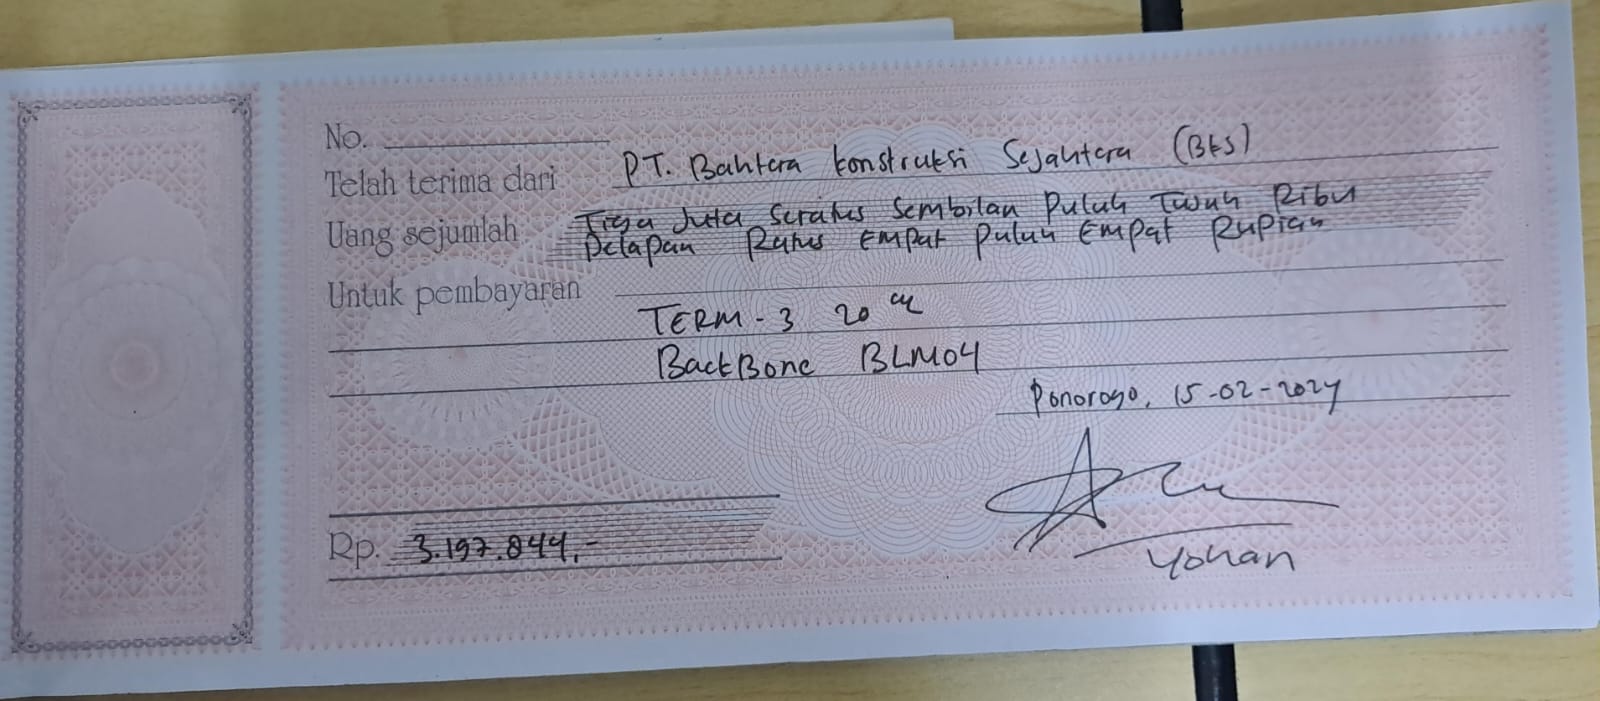 No.
Telah terima dari PT. Bahtera Konstruksi Sejahtera (BKS)
Uang sejumlah Tiga Juta Seratus Sembilan Puluh Tujuh Ribu
Delapan Ratus Empat Puluh Empat Rupiah
Untuk pembayaran
TERM - 3 20
BackBone BLM04
Ponorogo, 15-02-2024
Rp. 3.197.844,-
Yohan